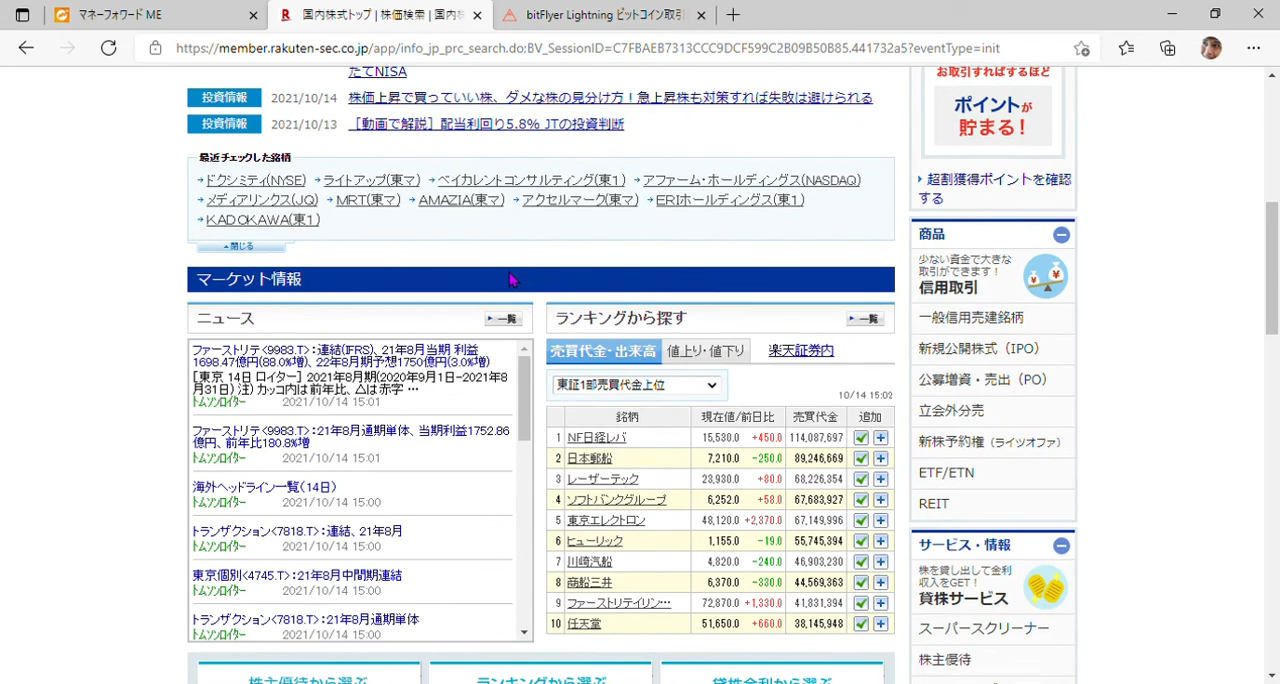 マネーフォワード ME
国内株式トップ | 株価検索 | 国内株
bitFlyer Lightning ビットコイン取引
https://member.rakuten-sec.co.jp/app/info_jp_prc_search.do:BV_SessionID=C7FBAEB7313CCC9DCF599C2B09B50B85.441732a5?eventType=init
たてNISA
投資情報 2021/10/14 株価上昇で買っていい株、ダメな株の見分け方！急上昇株も対策すれば失敗は避けられる
投資情報 2021/10/13 [動画で解説] 配当利回り5.8% JTの投資判断
最近チェックした銘柄
ドクシミティ(NYSE) ライトアップ(東マ) ベイカレントコンサルティング(東1) アファーム・ホールディングス(NASDAQ)
メディアリンクス(JQ) MRT(東マ) AMAZIA(東マ) アクセルマーク(東マ) ERIホールディングス(東1)
KADOKAWA(東1)
閉じる
マーケット情報
ニュース
一覧
ファーストリテ<9983.T>：連結(IFRS)、21年8月当期 利益
1698.47億円(88.0%増)、22年8月期予想1750億円(3.0%増)
[東京 14日 ロイター] 2021年8月期(2020年9月1日-2021年8
月31日) 注) カッコ内は前年比、△は赤字 …
トムソンロイター 2021/10/14 15:01
ファーストリテ<9983.T>：21年8月通期単体、当期利益1752.86
億円、前年比180.8%増
トムソンロイター 2021/10/14 15:01
海外ヘッドライン一覧(14日)
トムソンロイター 2021/10/14 15:00
トランザクション<7818.T>：連結、21年8月
トムソンロイター 2021/10/14 15:00
東京個別<4745.T>：21年8月中間期連結
トムソンロイター 2021/10/14 15:00
トランザクション<7818.T>：21年8月通期単体
トムソンロイター 2021/10/14 15:00
ランキングから探す
一覧
売買代金・出来高 値上り・値下り 楽天証券内
東証1部売買代金上位
10/14 15:02
銘柄 現在値/前日比 売買代金 追加
1 NF日経レバ 15,530.0 +450.0 114,087,697
2 日本郵船 7,210.0 -250.0 89,246,669
3 レーザーテック 23,930.0 +80.0 68,226,354
4 ソフトバンクグループ 6,252.0 +58.0 67,683,927
5 東京エレクトロン 48,120.0 +2,370.0 67,149,996
6 ヒューリック 1,155.0 -19.0 55,745,394
7 川崎汽船 4,820.0 -240.0 46,903,230
8 商船三井 6,370.0 -330.0 44,569,363
9 ファーストリテイリン… 72,870.0 +1,330.0 41,831,394
10 任天堂 51,650.0 +660.0 38,145,948
株主優待から選ぶ
ランキングから選ぶ
貸株金利から選ぶ
お取引すればするほど
ポイントが
貯まる！
超割獲得ポイントを確認
する
商品
少ない資金で大きな
取引ができます！
信用取引
一般信用売建銘柄
新規公開株式（IPO）
公募増資・売出（PO）
立会外分売
新株予約権（ライツオファ）
ETF/ETN
REIT
サービス・情報
株を貸し出して金利
収入をGET！
貸株サービス
スーパースクリーナー
株主優待